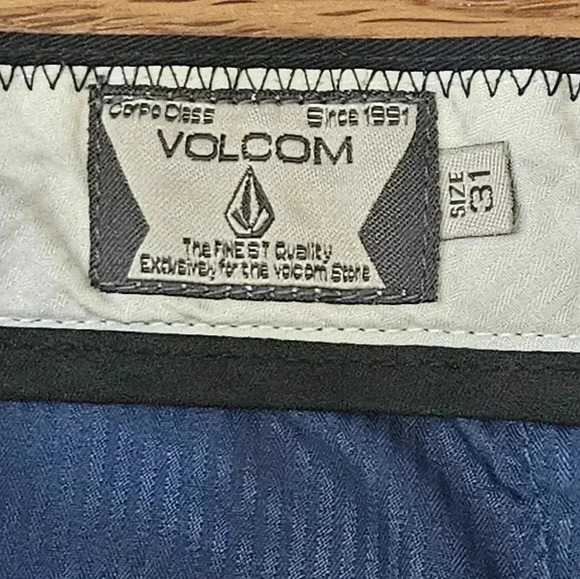 Corpo Class Since 1991
VOLCOM
The FINEST Quality
Exclusively for the volcom Store
SIZE
31